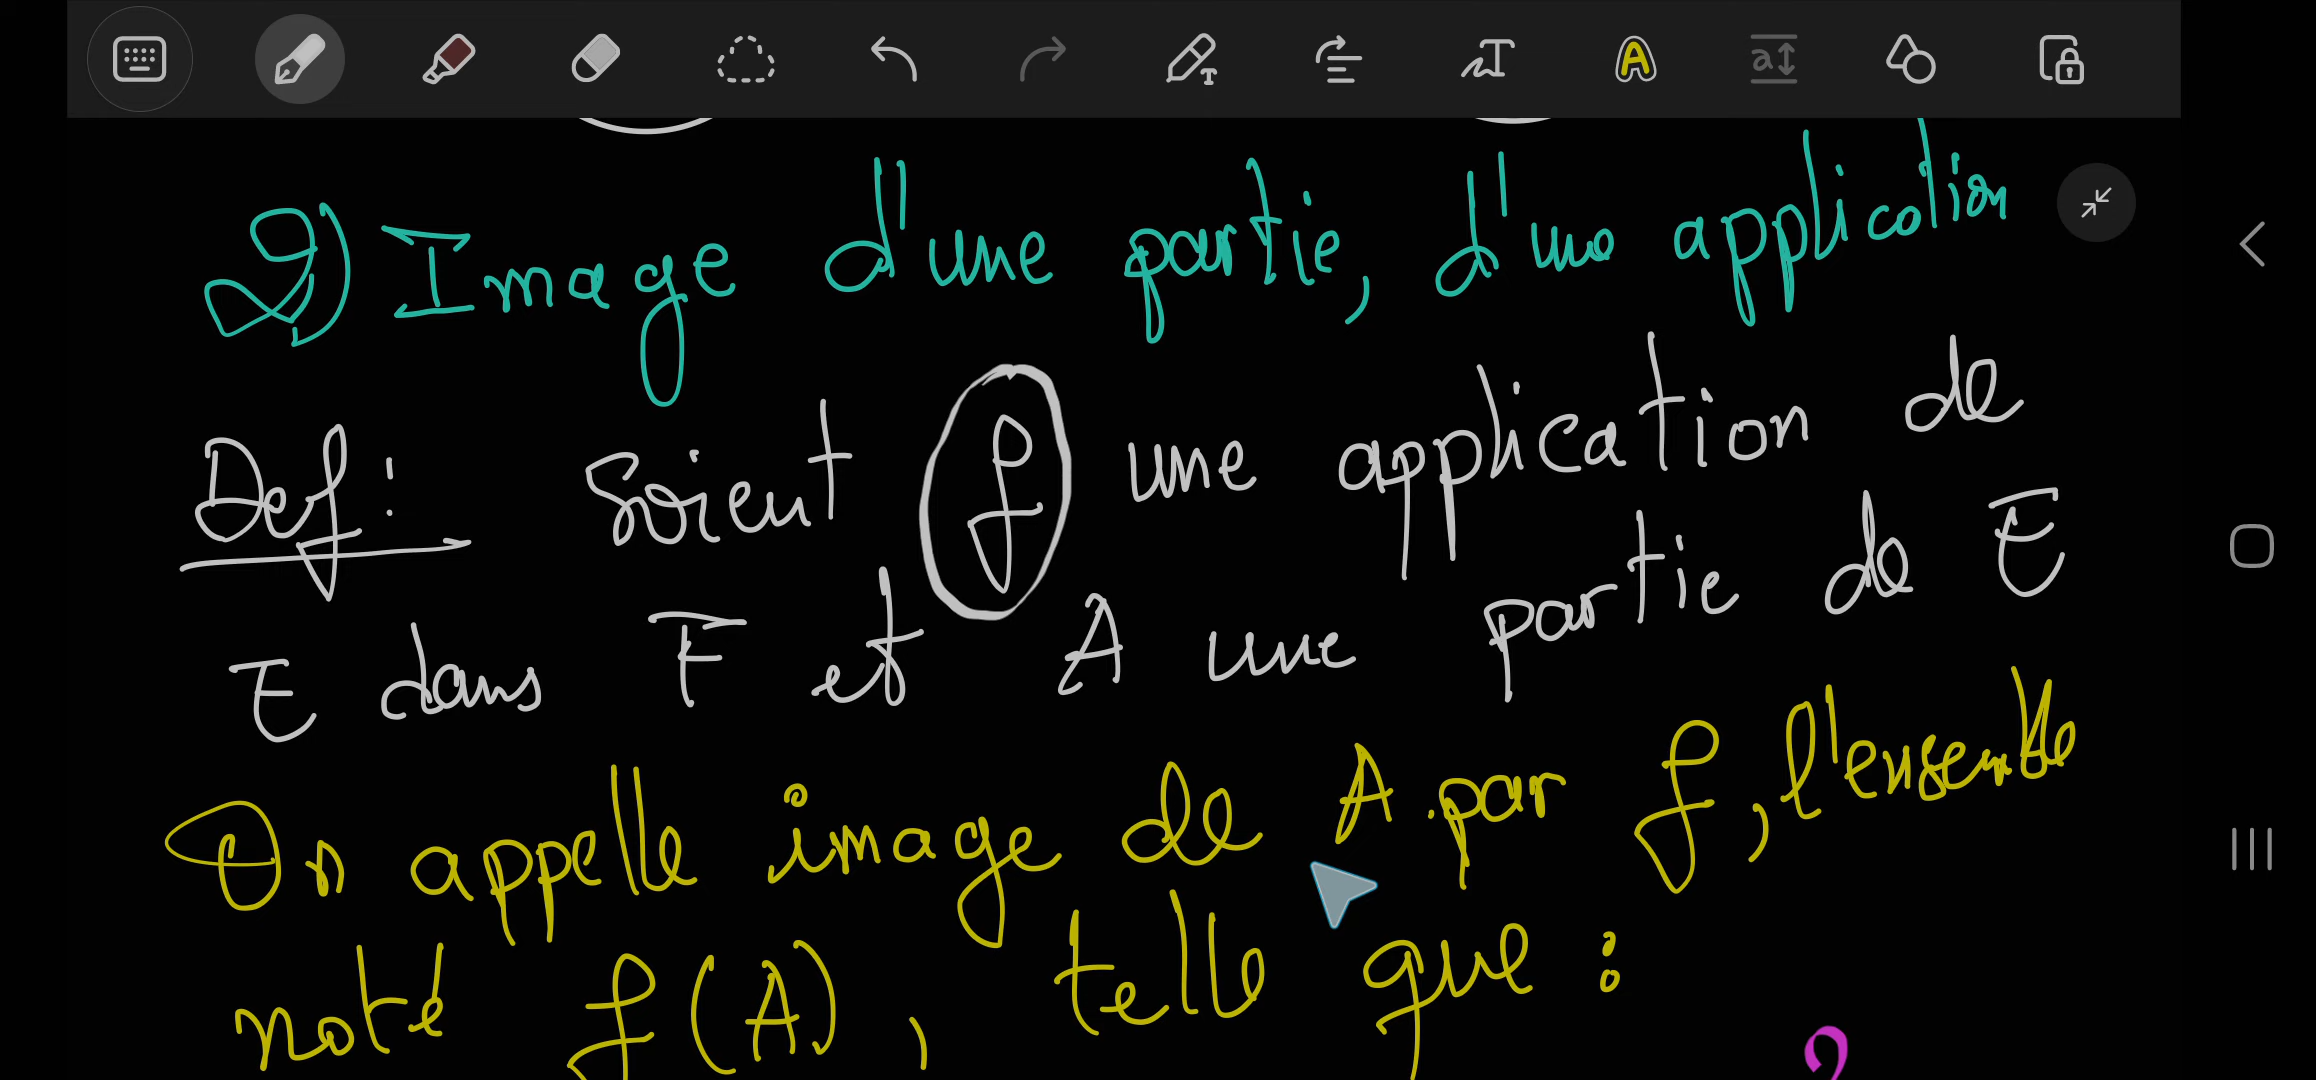 2) Image d'une partie, d'une application
Def: Soient f une application de
E dans F et A une partie de E
On appelle image de A par f, l'ensemble
noté f(A), telle que :